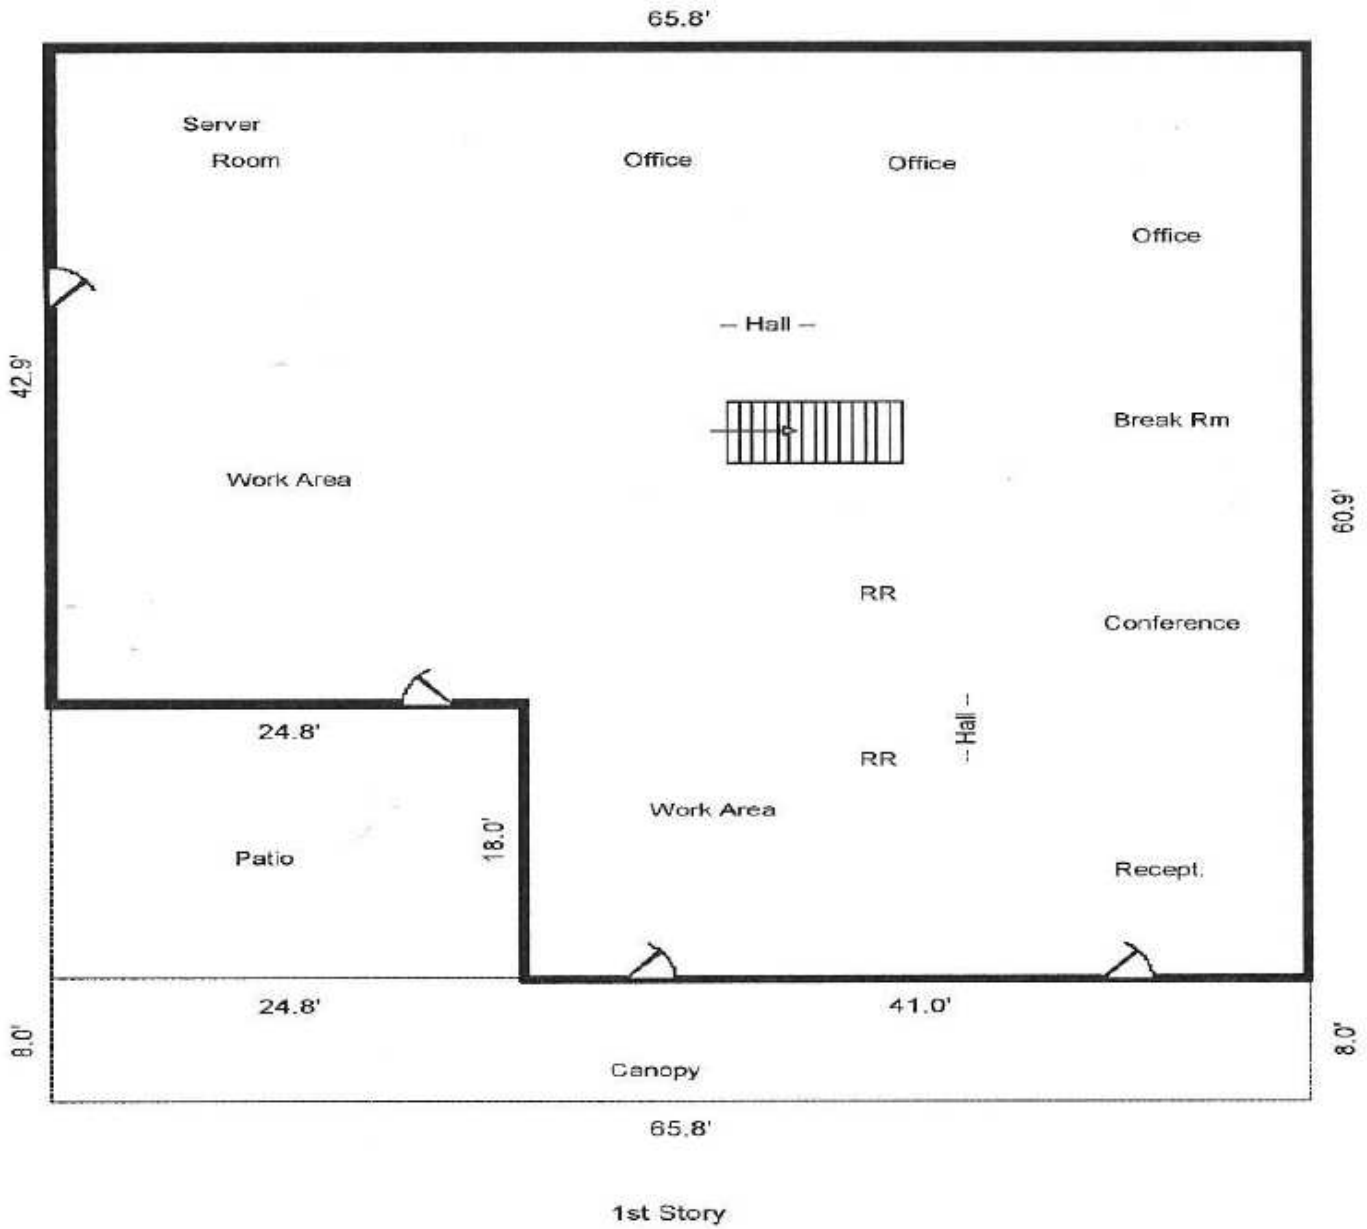 65.8'
Server
Room
Office
Office
Office
-- Hall --
42.9'
Break Rm
Work Area
60.9'
RR
Conference
24.8'
-- Hall --
RR
Work Area
18.0'
Patio
Recept.
24.8'
41.0'
8.0'
8.0'
Canopy
65.8'
1st Story